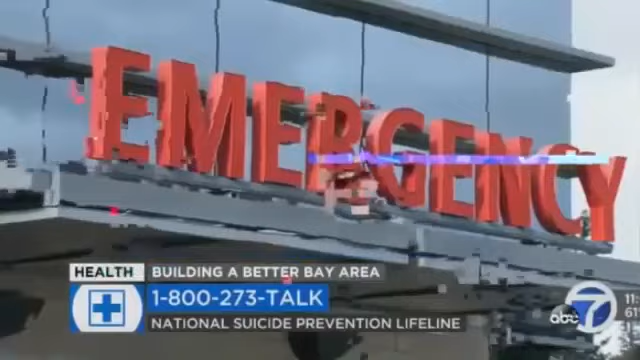 EMERGENCY
HEALTH BUILDING A BETTER BAY AREA
1-800-273-TALK
NATIONAL SUICIDE PREVENTION LIFELINE
abc 7